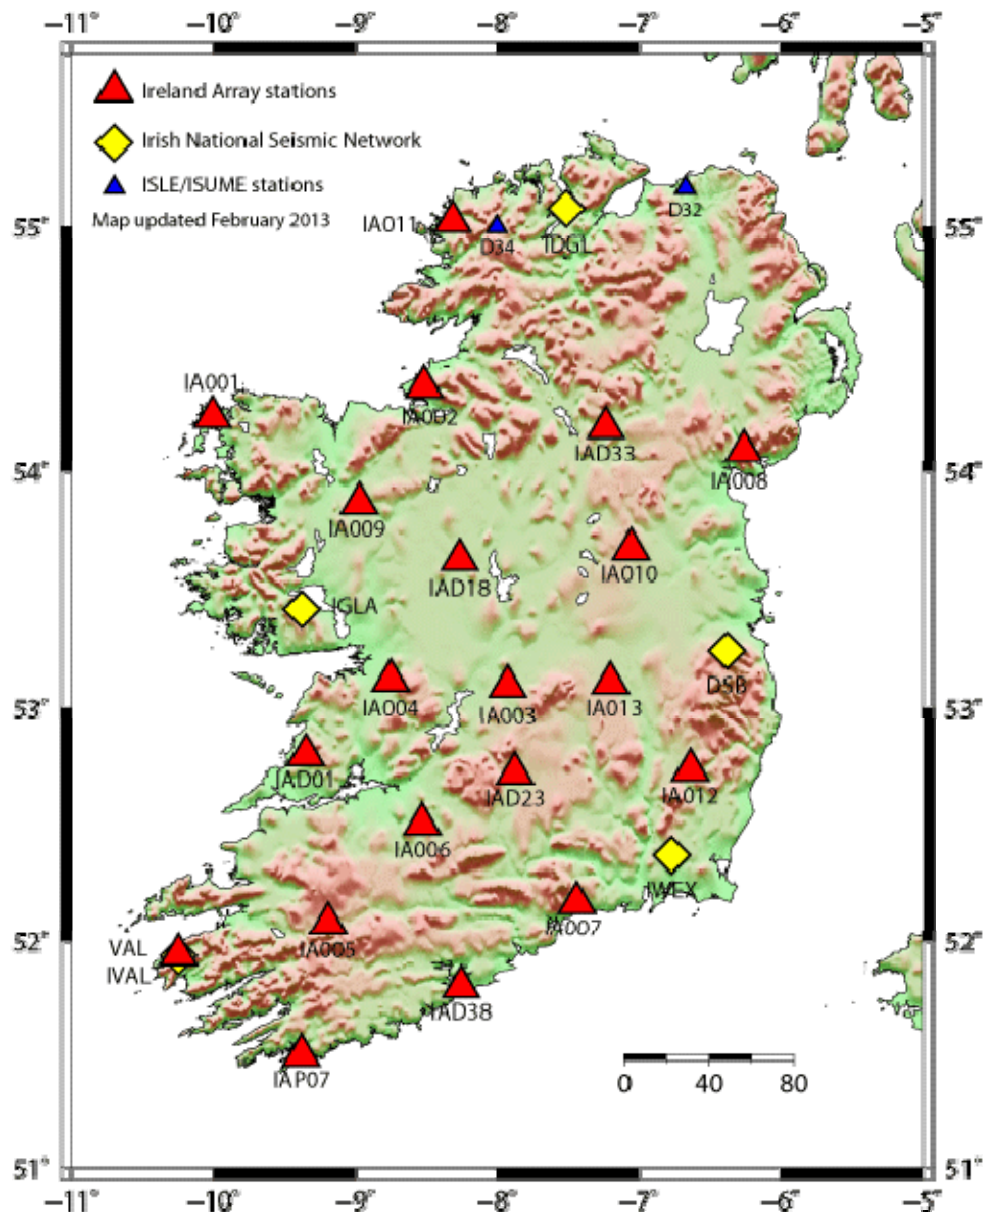 −11° −10° −9° −8° −7° −6° −5°
Ireland Array stations
Irish National Seismic Network
ISLE/ISUME stations
Map updated February 2013
D32
IAO11
D34
IDGL
55° 55°
IA001
IA0D2
IAD33
IA008
54° 54°
IA009
IAD18
IA010
IGLA
DSB
IAO04
IA003
IA013
53° 53°
IAD01
IAD23
IA012
IA006
IWEX
IA007
IA005
VAL
52° 52°
IVAL
IAD38
IAP07
0 40 80
51° 51°
−11° −10° −9° −8° −7° −6° −5°